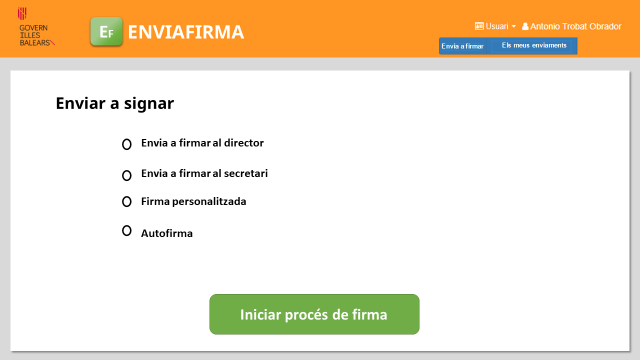 GOVERN
ILLES
BALEARS
EF ENVIAFIRMA
Usuari
Antonio Trobat Obrador
Envia a firmar
Els meus enviaments
Enviar a signar
Envia a firmar al director
Envia a firmar al secretari
Firma personalitzada
Autofirma
Iniciar procés de firma